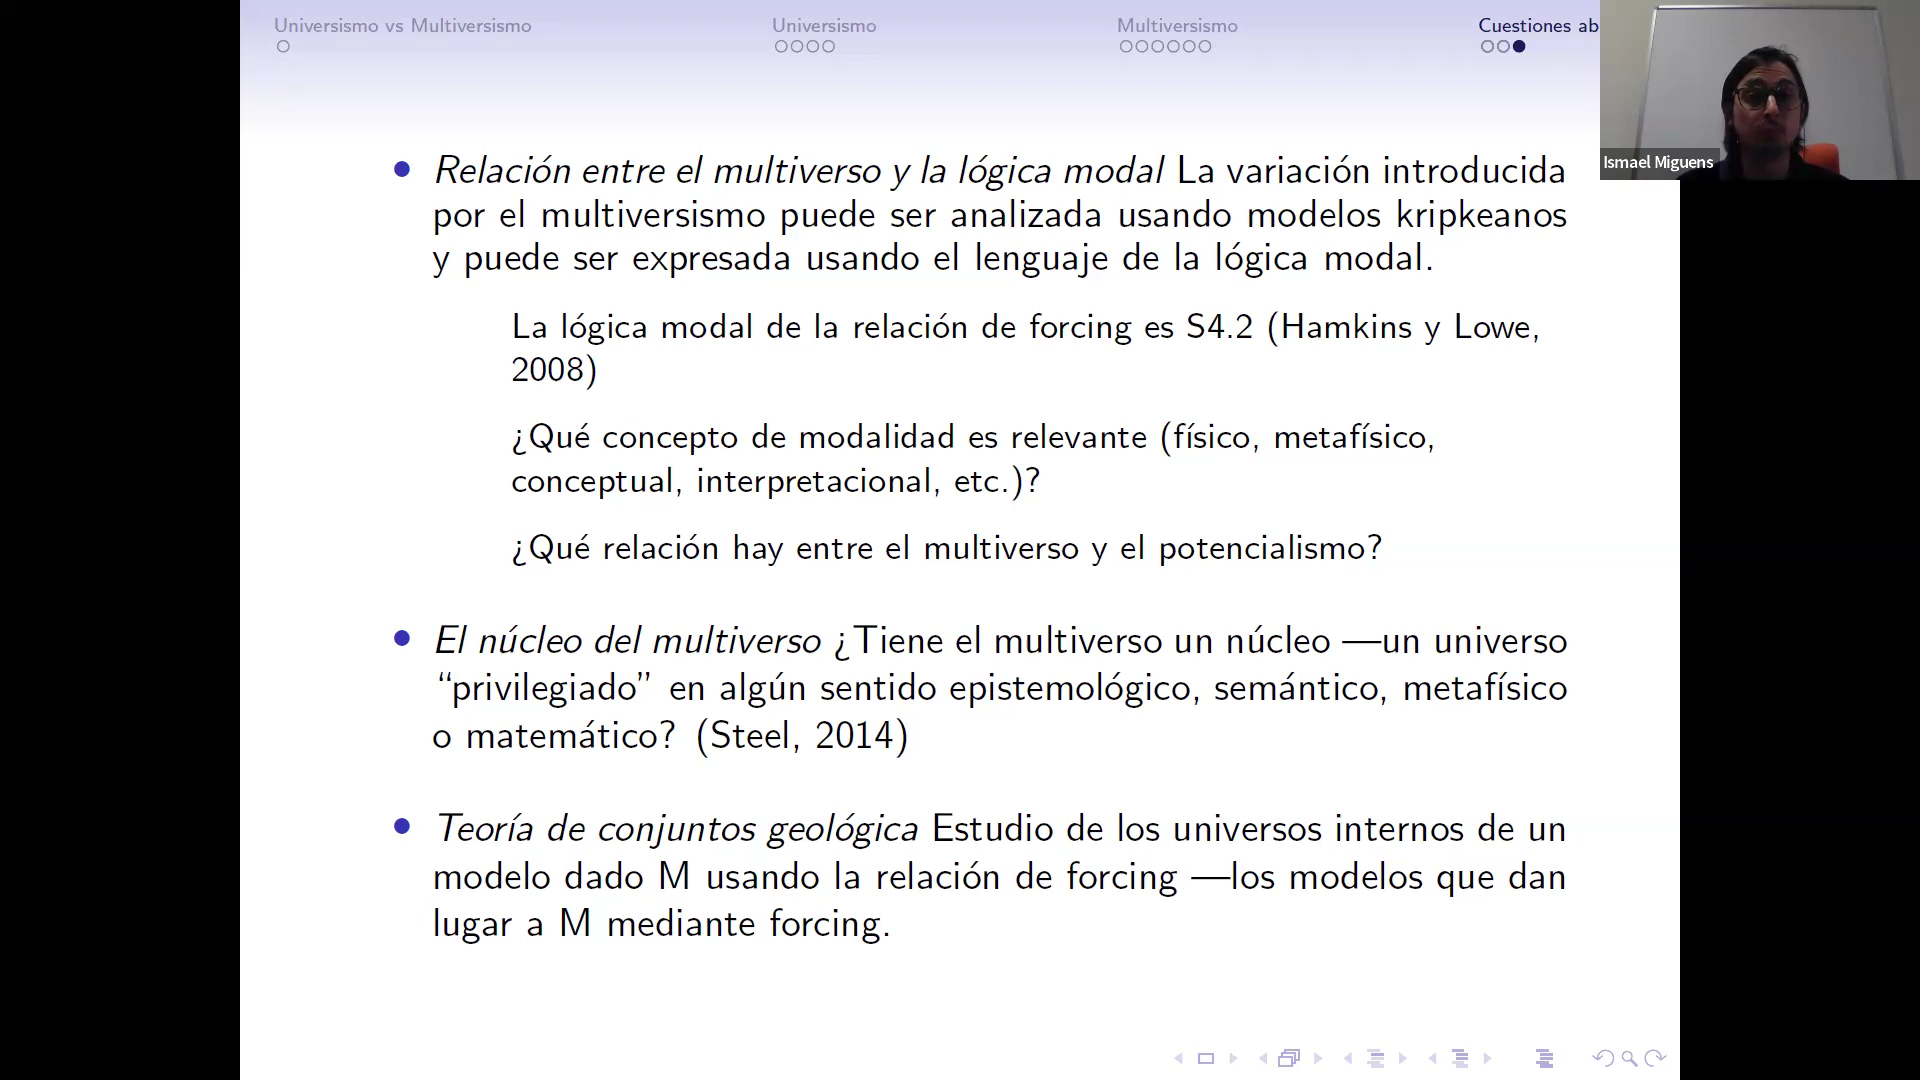 Universismo vs Multiversismo
Universismo
Multiversismo
Cuestiones ab
Ismael Miguens
Relación entre el multiverso y la lógica modal La variación introducida
por el multiversismo puede ser analizada usando modelos kripkeanos
y puede ser expresada usando el lenguaje de la lógica modal.
La lógica modal de la relación de forcing es S4.2 (Hamkins y Lowe,
2008)
¿Qué concepto de modalidad es relevante (físico, metafísico,
conceptual, interpretacional, etc.)?
¿Qué relación hay entre el multiverso y el potencialismo?
El núcleo del multiverso ¿Tiene el multiverso un núcleo —un universo
“privilegiado” en algún sentido epistemológico, semántico, metafísico
o matemático? (Steel, 2014)
Teoría de conjuntos geológica Estudio de los universos internos de un
modelo dado M usando la relación de forcing —los modelos que dan
lugar a M mediante forcing.